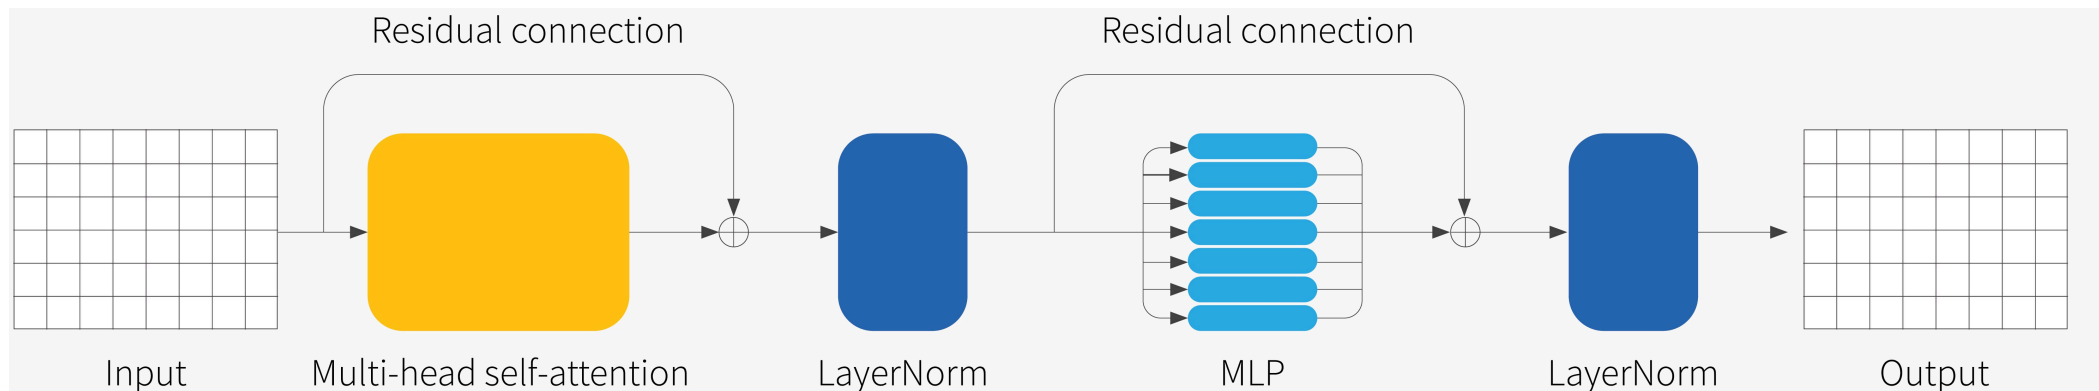 Residual connection
Residual connection
Input
Multi-head self-attention
LayerNorm
MLP
LayerNorm
Output